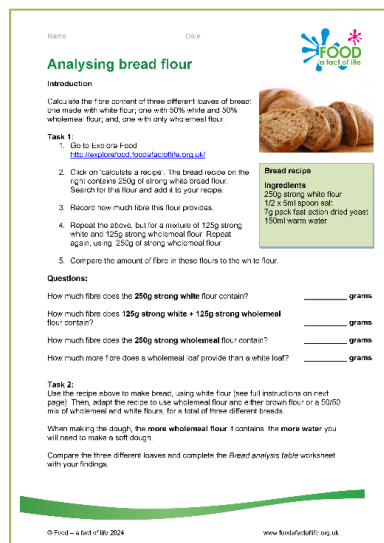 Name: Date:
FOOD
a fact of life
Analysing bread flour
Introduction
Calculate the fibre content of three different loaves of bread:
one made with white flour; one with 50% white and 50%
wholemeal flour; and, one with only wholemeal flour.
Task 1:
1. Go to Explore Food
http://explorefood.foodafactoflife.org.uk/
2. Click on 'calculate a recipe'. The bread recipe on the
right contains 250g of strong white bread flour.
Search for this flour and add it to your recipe.
3. Record how much fibre this flour provides.
4. Repeat the above, but for a mixture of 125g strong
white and 125g strong wholemeal flour. Repeat
again, using 250g of strong wholemeal flour.
5. Compare the amount of fibre in these flours to the white flour.
Bread recipe
Ingredients
250g strong white flour
1/2 x 5ml spoon salt
7g pack fast action dried yeast
150ml warm water
Questions:
How much fibre does the 250g strong white flour contain? ________ grams
How much fibre does 125g strong white + 125g strong wholemeal
flour contain? ________ grams
How much fibre does the 250g strong wholemeal flour contain? ________ grams
How much more fibre does a wholemeal loaf provide than a white loaf? ________ grams
Task 2:
Use the recipe above to make bread, using white flour (see full instructions on next
page). Then, adapt the recipe to use wholemeal flour and either brown flour or a 50/50
mix of wholemeal and white flours, for a total of three different breads.
When making the dough, the more wholemeal flour it contains, the more water you
will need to make a soft dough.
Compare the three different loaves and complete the Bread analysis table worksheet
with your findings.
© Food – a fact of life 2024 www.foodafactoflife.org.uk